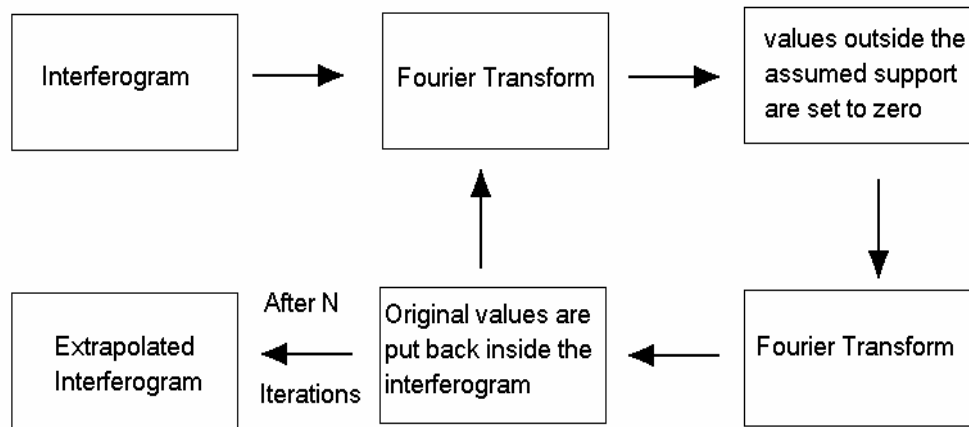 Interferogram
Fourier Transform
values outside the
assumed support
are set to zero
Extrapolated
Interferogram
After N
Iterations
Original values are
put back inside the
interferogram
Fourier Transform